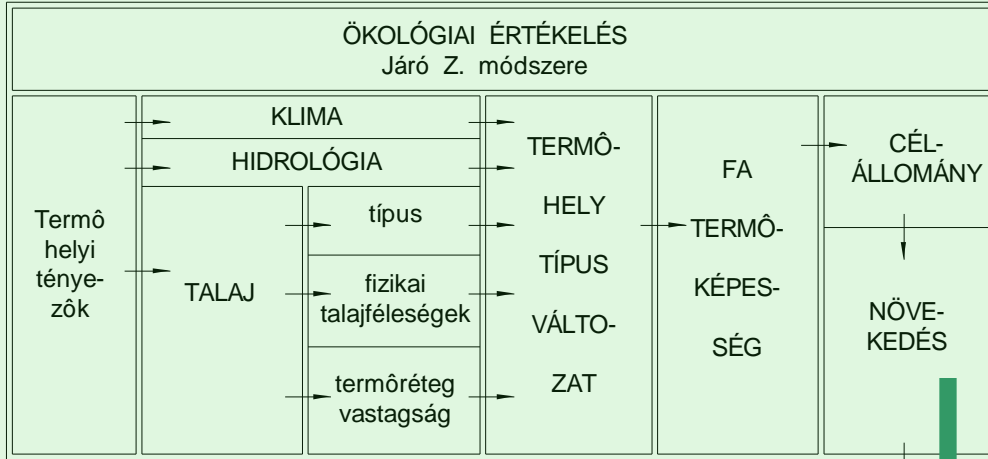 ÖKOLÓGIAI ÉRTÉKELÉS
Járó Z. módszere
Termô
helyi
ténye-
zôk
KLIMA
HIDROLÓGIA
TALAJ
típus
fizikai
talajféleségek
termôréteg
vastagság
TERMÔ-
HELY
TÍPUS
VÁLTO-
ZAT
FA
TERMÔ-
KÉPES-
SÉG
CÉL-
ÁLLOMÁNY
NÖVE-
KEDÉS